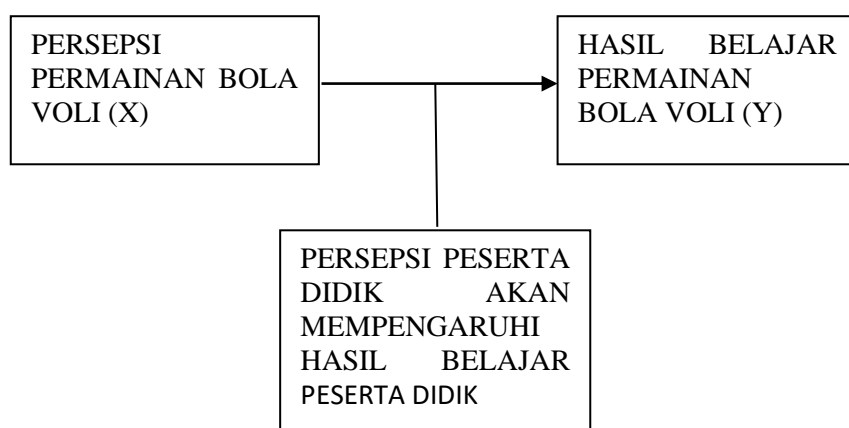 PERSEPSI
PERMAINAN BOLA
VOLI (X)
HASIL BELAJAR
PERMAINAN
BOLA VOLI (Y)
PERSEPSI PESERTA
DIDIK AKAN
MEMPENGARUHI
HASIL BELAJAR
PESERTA DIDIK